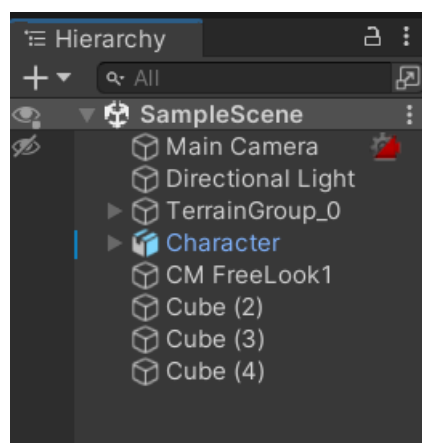 Hierarchy
All
SampleScene
Main Camera
Directional Light
TerrainGroup_0
Character
CM FreeLook1
Cube (2)
Cube (3)
Cube (4)